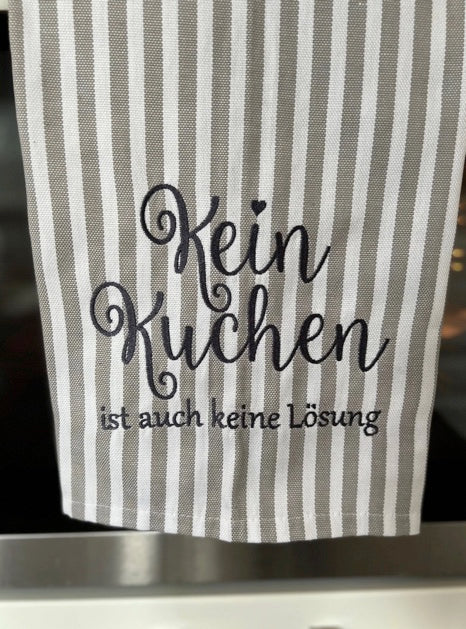 Kein
Kuchen
ist auch keine Lösung